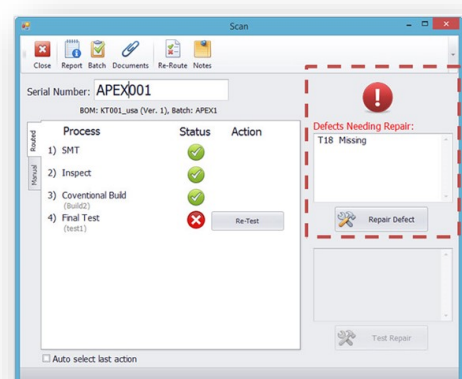 Scan
Close Report Batch Documents Re-Route Notes
Serial Number: APEX001
BOM: KT001_usa (Ver. 1), Batch: APEX1
Routed
Manual
Process Status Action
1) SMT
2) Inspect
3) Coventional Build
(Build2)
4) Final Test
(test1)
Re-Test
Auto select last action
Defects Needing Repair:
T18 Missing
Repair Defect
Test Repair